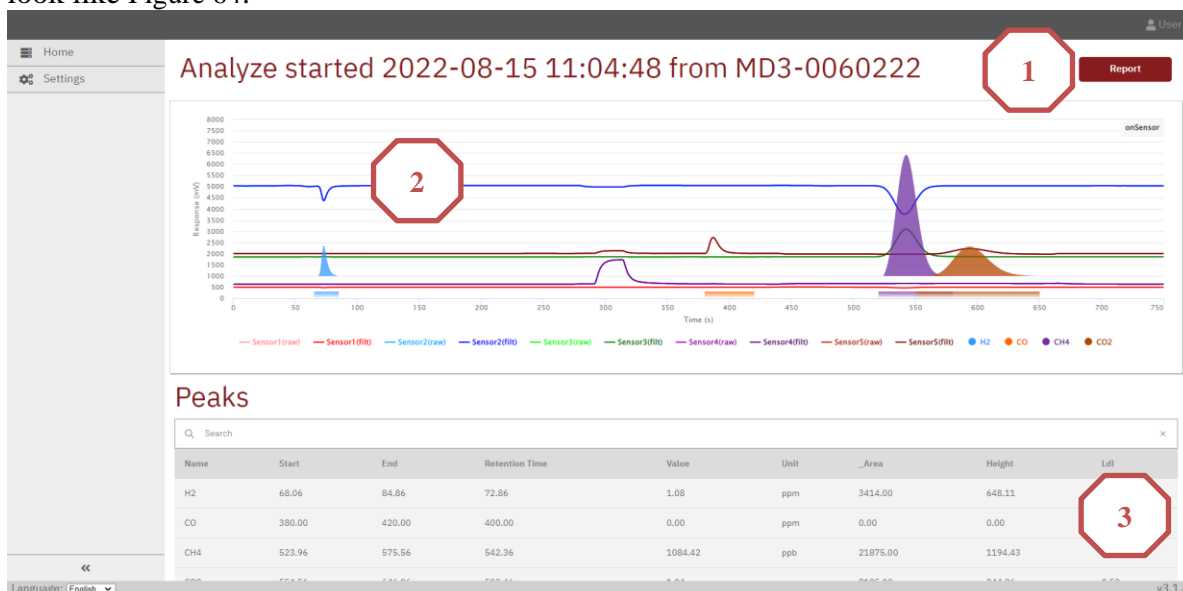 look like Figure 64.
User
Home
Settings
Analyze started 2022-08-15 11:04:48 from MD3-0060222
1
Report
onSensor
2
Response (mV)
8000
7500
7000
6500
6000
5500
5000
4500
4000
3500
3000
2500
2000
1500
1000
500
0
0 50 100 150 200 250 300 350 400 450 500 550 600 650 700 750
Time (s)
Sensor1(raw) Sensor1(filt) Sensor2(raw) Sensor2(filt) Sensor3(raw) Sensor3(filt) Sensor4(raw) Sensor4(filt) Sensor5(raw) Sensor5(filt) H2 CO CH4 CO2
Peaks
Search ×
Name Start End Retention Time Value Unit _Area Height Ldl
H2 68.06 84.86 72.86 1.08 ppm 3414.00 648.11
CO 380.00 420.00 400.00 0.00 ppm 0.00 0.00
3
CH4 523.96 575.56 542.36 1084.42 ppb 21875.00 1194.43
«
Language: English v3.1